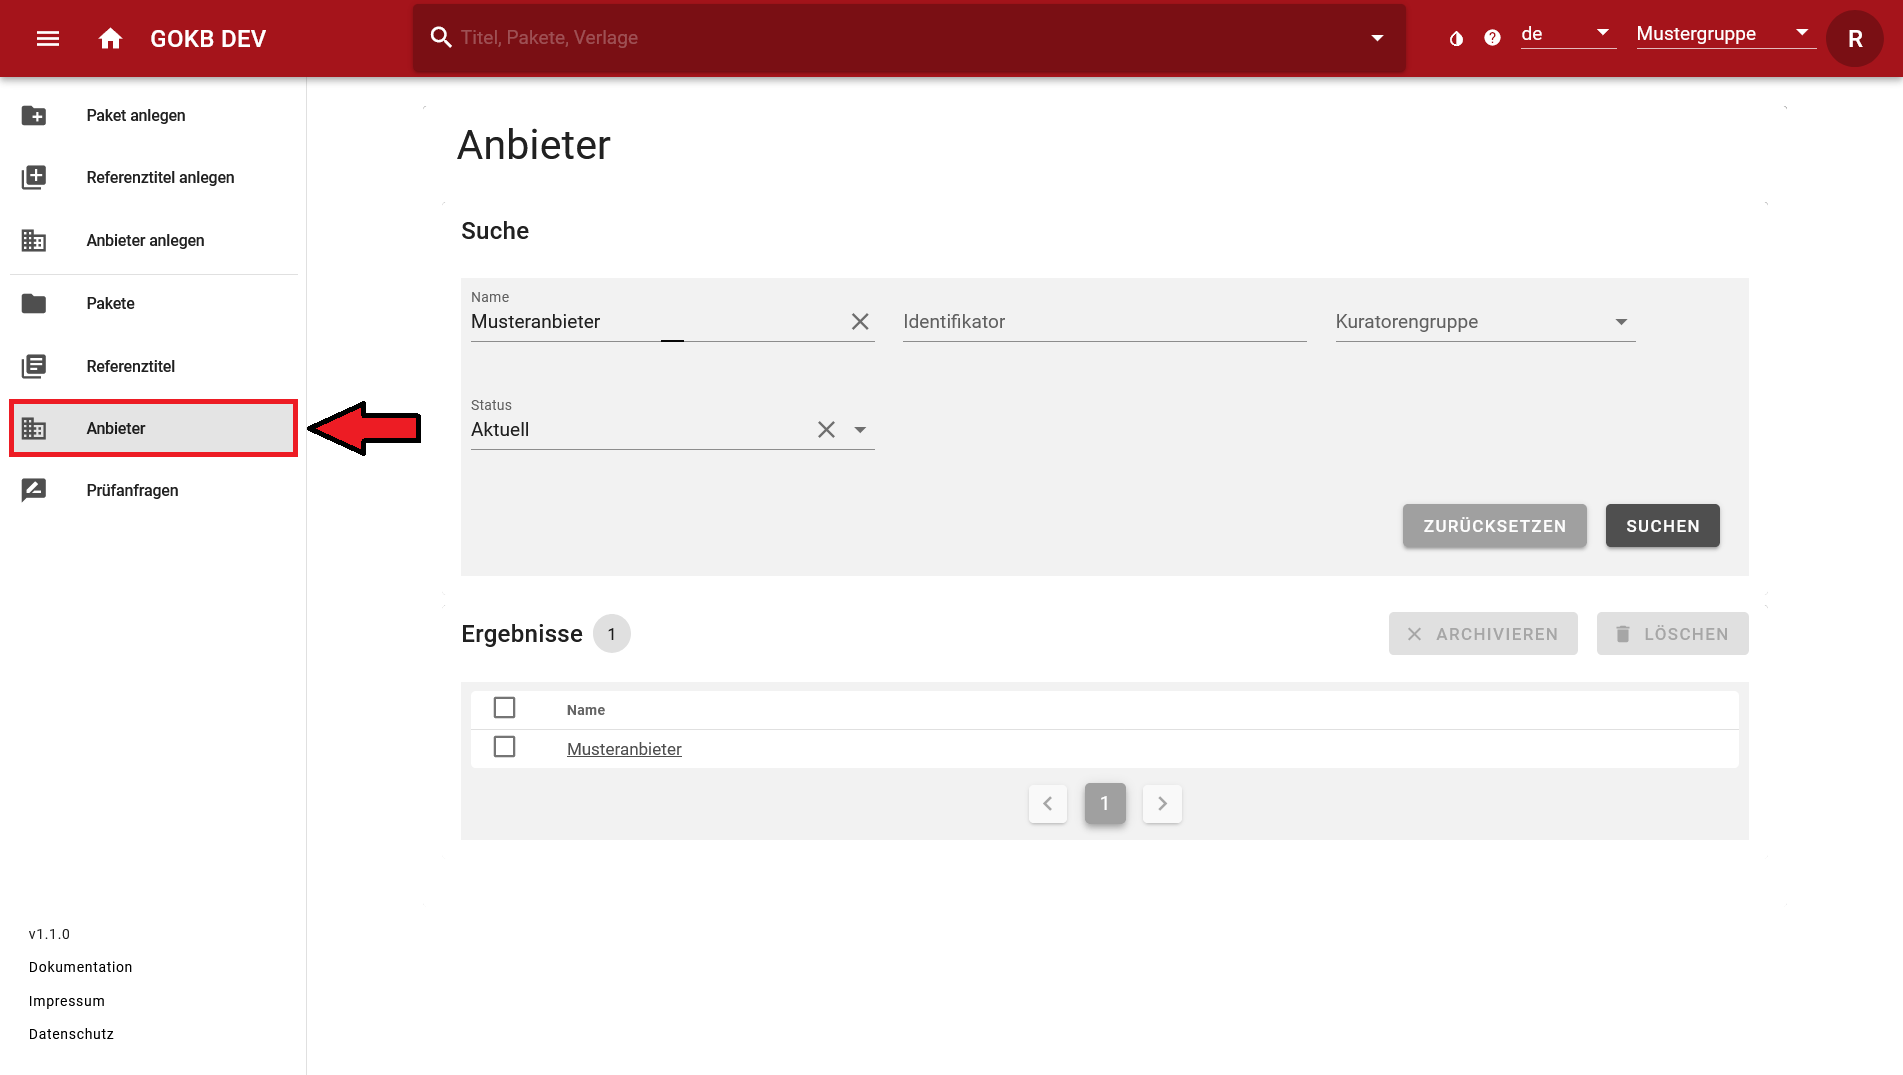 GOKB DEV
Titel, Pakete, Verlage
de
Mustergruppe
R
Paket anlegen
Referenztitel anlegen
Anbieter anlegen
Pakete
Referenztitel
Anbieter
Prüfanfragen
v1.1.0
Dokumentation
Impressum
Datenschutz
Anbieter
Suche
Name
Musteranbieter
Identifikator
Kuratorengruppe
Status
Aktuell
ZURÜCKSETZEN
SUCHEN
Ergebnisse 1
ARCHIVIEREN
LÖSCHEN
Name
Musteranbieter
1